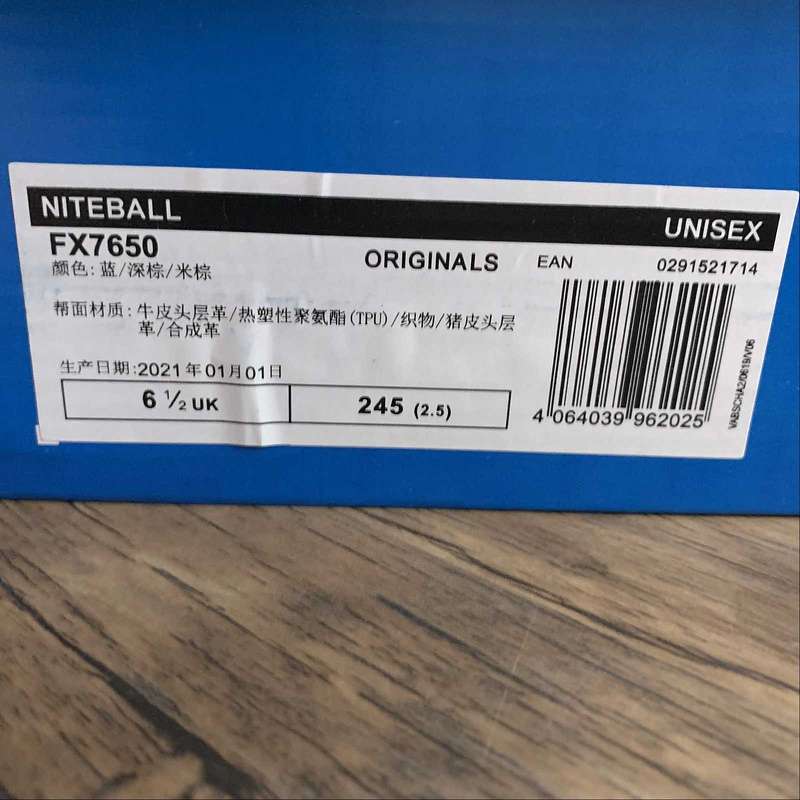 NITEBALL
UNISEX
FX7650
ORIGINALS
EAN
0291521714
颜色: 蓝/深棕/米棕
帮面材质: 牛皮头层革/热塑性聚氨酯(TPU)/织物/猪皮头层
革/合成革
生产日期:2021年01月01日
6 ½ UK
245 (2.5)
4 064039 962025
VABSCHA2/0619/V06